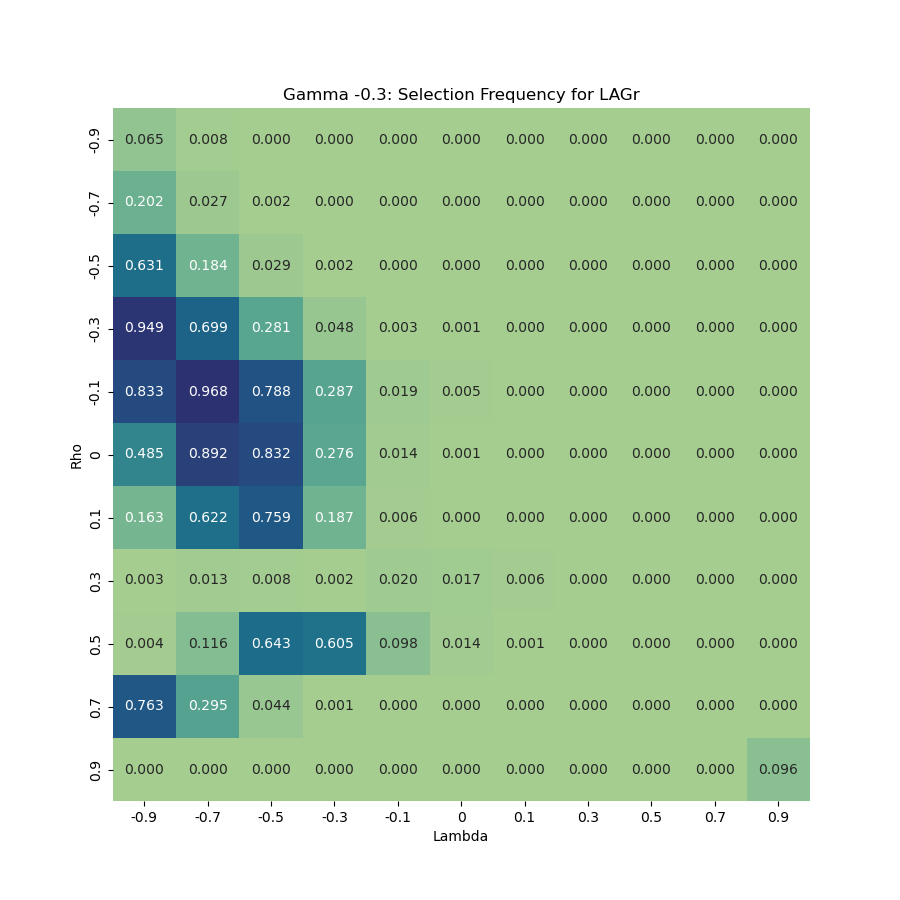 Gamma -0.3: Selection Frequency for LAGr
-0.9 0.065 0.008 0.000 0.000 0.000 0.000 0.000 0.000 0.000 0.000 0.000
-0.7 0.202 0.027 0.002 0.000 0.000 0.000 0.000 0.000 0.000 0.000 0.000
-0.5 0.631 0.184 0.029 0.002 0.000 0.000 0.000 0.000 0.000 0.000 0.000
-0.3 0.949 0.699 0.281 0.048 0.003 0.001 0.000 0.000 0.000 0.000 0.000
-0.1 0.833 0.968 0.788 0.287 0.019 0.005 0.000 0.000 0.000 0.000 0.000
Rho
0 0.485 0.892 0.832 0.276 0.014 0.001 0.000 0.000 0.000 0.000 0.000
0.1 0.163 0.622 0.759 0.187 0.006 0.000 0.000 0.000 0.000 0.000 0.000
0.3 0.003 0.013 0.008 0.002 0.020 0.017 0.006 0.000 0.000 0.000 0.000
0.5 0.004 0.116 0.643 0.605 0.098 0.014 0.001 0.000 0.000 0.000 0.000
0.7 0.763 0.295 0.044 0.001 0.000 0.000 0.000 0.000 0.000 0.000 0.000
0.9 0.000 0.000 0.000 0.000 0.000 0.000 0.000 0.000 0.000 0.000 0.096
-0.9 -0.7 -0.5 -0.3 -0.1 0 0.1 0.3 0.5 0.7 0.9
Lambda